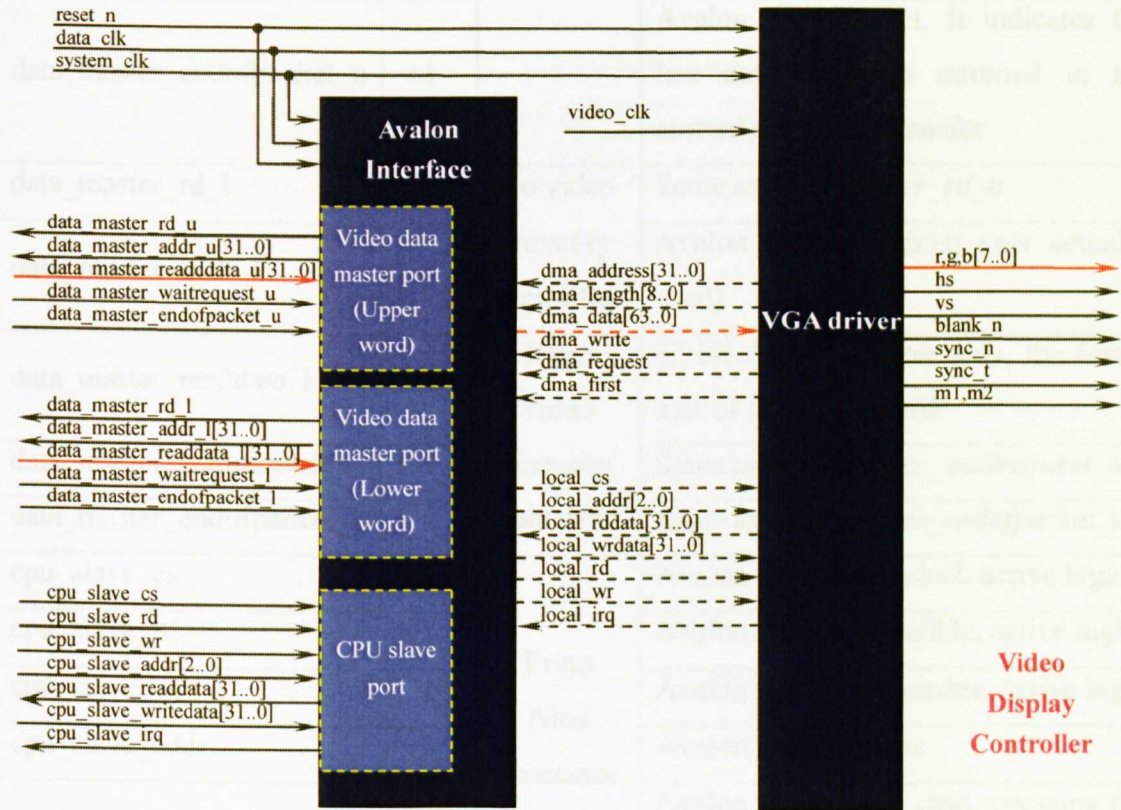 reset_n
data_clk
system_clk
Avalon
Interface
video_clk
Video data
master port
(Upper
word)
data_master_rd_u
data_master_addr_u[31..0]
data_master_readddata_u[31..0]
data_master_waitrequest_u
data_master_endofpacket_u
dma_address[31..0]
dma_length[8..0]
dma_data[63..0]
dma_write
dma_request
dma_first
VGA driver
r,g,b[7..0]
hs
vs
blank_n
sync_n
sync_t
m1,m2
Video data
master port
(Lower
word)
data_master_rd_l
data_master_addr_l[31..0]
data_master_readdata_l[31..0]
data_master_waitrequest_l
data_master_endofpacket_l
local_cs
local_addr[2..0]
local_rddata[31..0]
local_wrdata[31..0]
local_rd
local_wr
local_irq
CPU slave
port
cpu_slave_cs
cpu_slave_rd
cpu_slave_wr
cpu_slave_addr[2..0]
cpu_slave_readdata[31..0]
cpu_slave_writedata[31..0]
cpu_slave_irq
Video
Display
Controller
data_master_rd_l